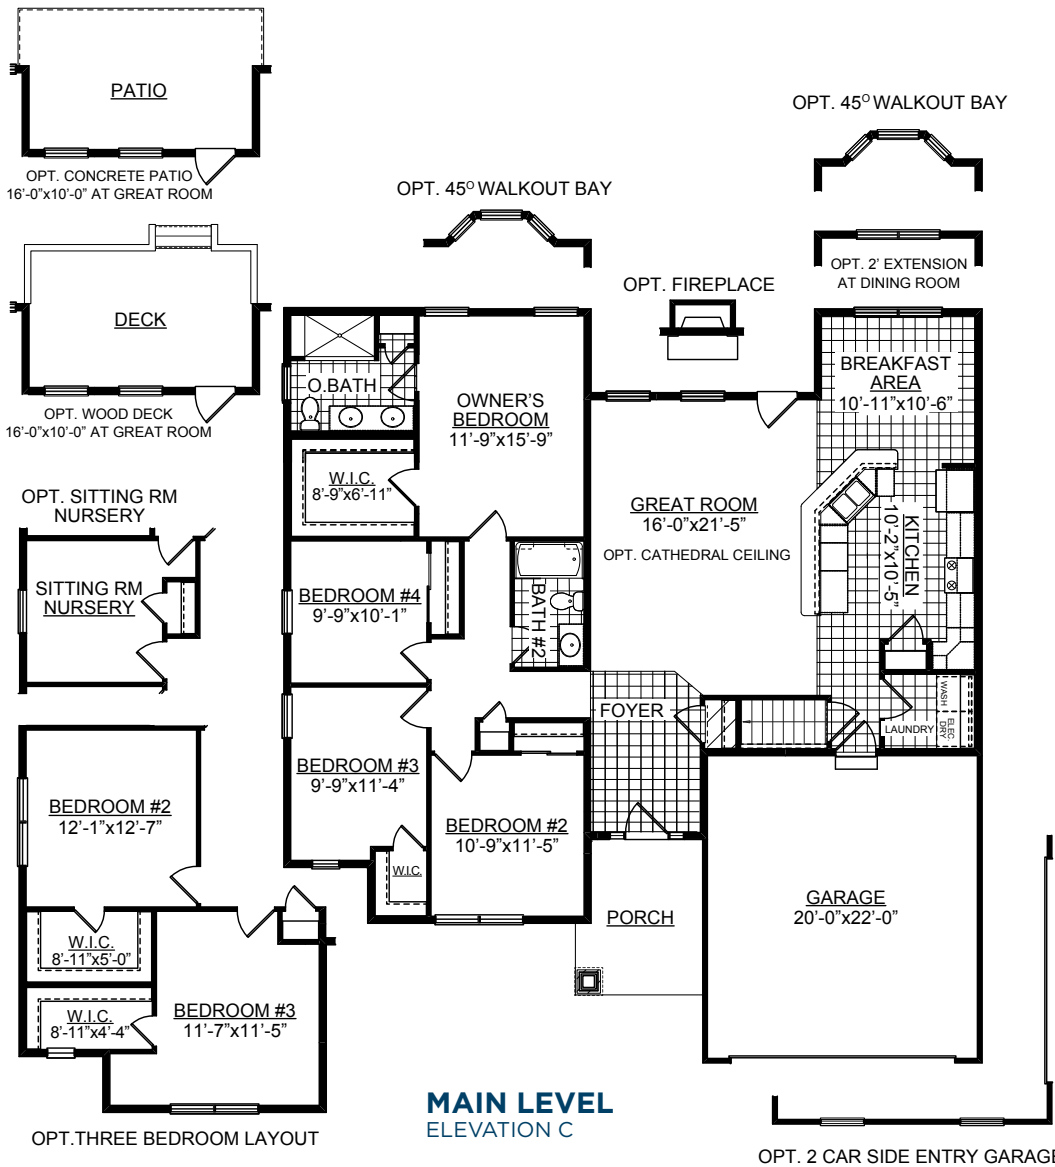 PATIO
OPT. CONCRETE PATIO
16'-0"x10'-0" AT GREAT ROOM
DECK
OPT. WOOD DECK
16'-0"x10'-0" AT GREAT ROOM
OPT. SITTING RM
NURSERY
SITTING RM
NURSERY
BEDROOM #2
12'-1"x12'-7"
W.I.C.
8'-11"x5'-0"
W.I.C.
8'-11"x4'-4"
BEDROOM #3
11'-7"x11'-5"
OPT.THREE BEDROOM LAYOUT
OPT. 45° WALKOUT BAY
OPT. 45° WALKOUT BAY
OPT. 2' EXTENSION
AT DINING ROOM
OPT. FIREPLACE
O.BATH
OWNER'S
BEDROOM
11'-9"x15'-9"
W.I.C.
8'-9"x6'-11"
BREAKFAST
AREA
10'-11"x10'-6"
GREAT ROOM
16'-0"x21'-5"
OPT. CATHEDRAL CEILING
KITCHEN
10'-2"x10'-5"
BEDROOM #4
9'-9"x10'-1"
BATH #2
FOYER
WASH
ELEC.
DRY
LAUNDRY
BEDROOM #3
9'-9"x11'-4"
W.I.C.
BEDROOM #2
10'-9"x11'-5"
PORCH
GARAGE
20'-0"x22'-0"
MAIN LEVEL
ELEVATION C
OPT. 2 CAR SIDE ENTRY GARAGE